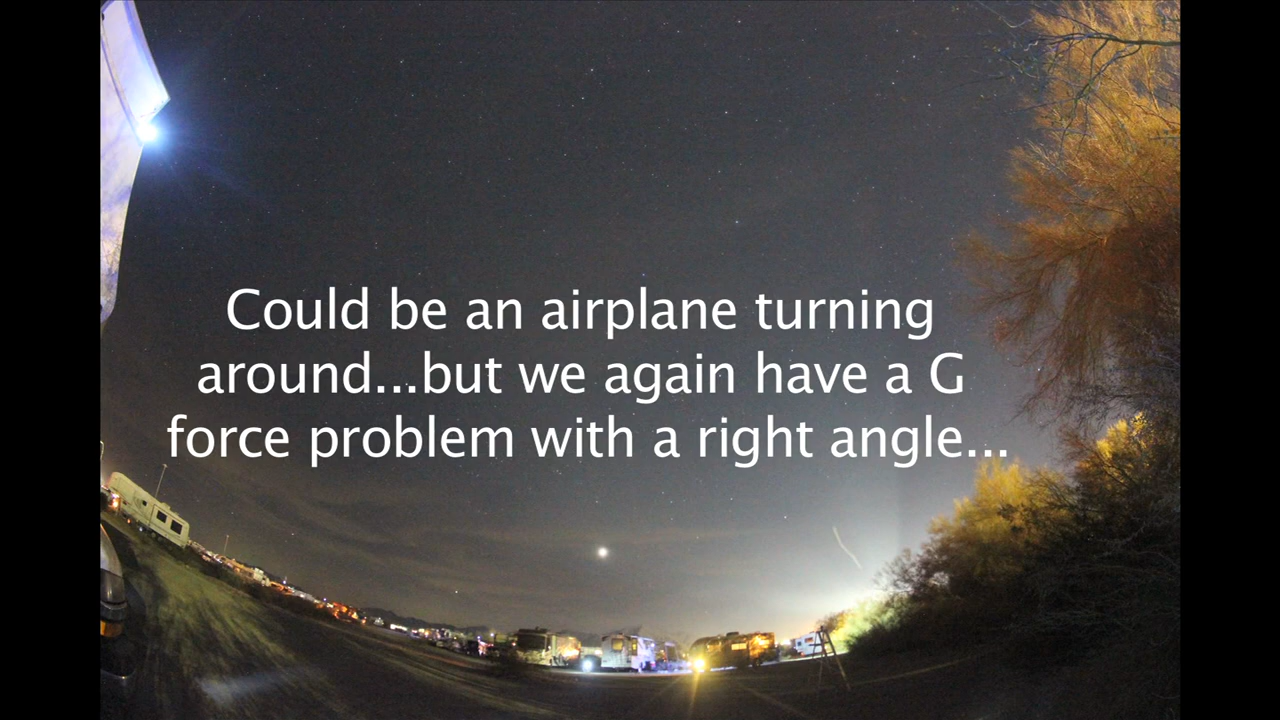 Could be an airplane turning
around...but we again have a G
force problem with a right angle...